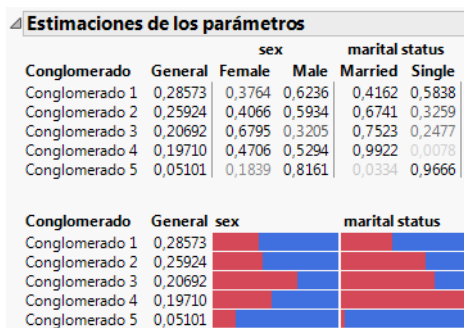 Estimaciones de los parámetros
sex marital status
Conglomerado General Female Male Married Single
Conglomerado 1 0,28573 0,3764 0,6236 0,4162 0,5838
Conglomerado 2 0,25924 0,4066 0,5934 0,6741 0,3259
Conglomerado 3 0,20692 0,6795 0,3205 0,7523 0,2477
Conglomerado 4 0,19710 0,4706 0,5294 0,9922 0,0078
Conglomerado 5 0,05101 0,1839 0,8161 0,0334 0,9666
Conglomerado General sex marital status
Conglomerado 1 0,28573
Conglomerado 2 0,25924
Conglomerado 3 0,20692
Conglomerado 4 0,19710
Conglomerado 5 0,05101